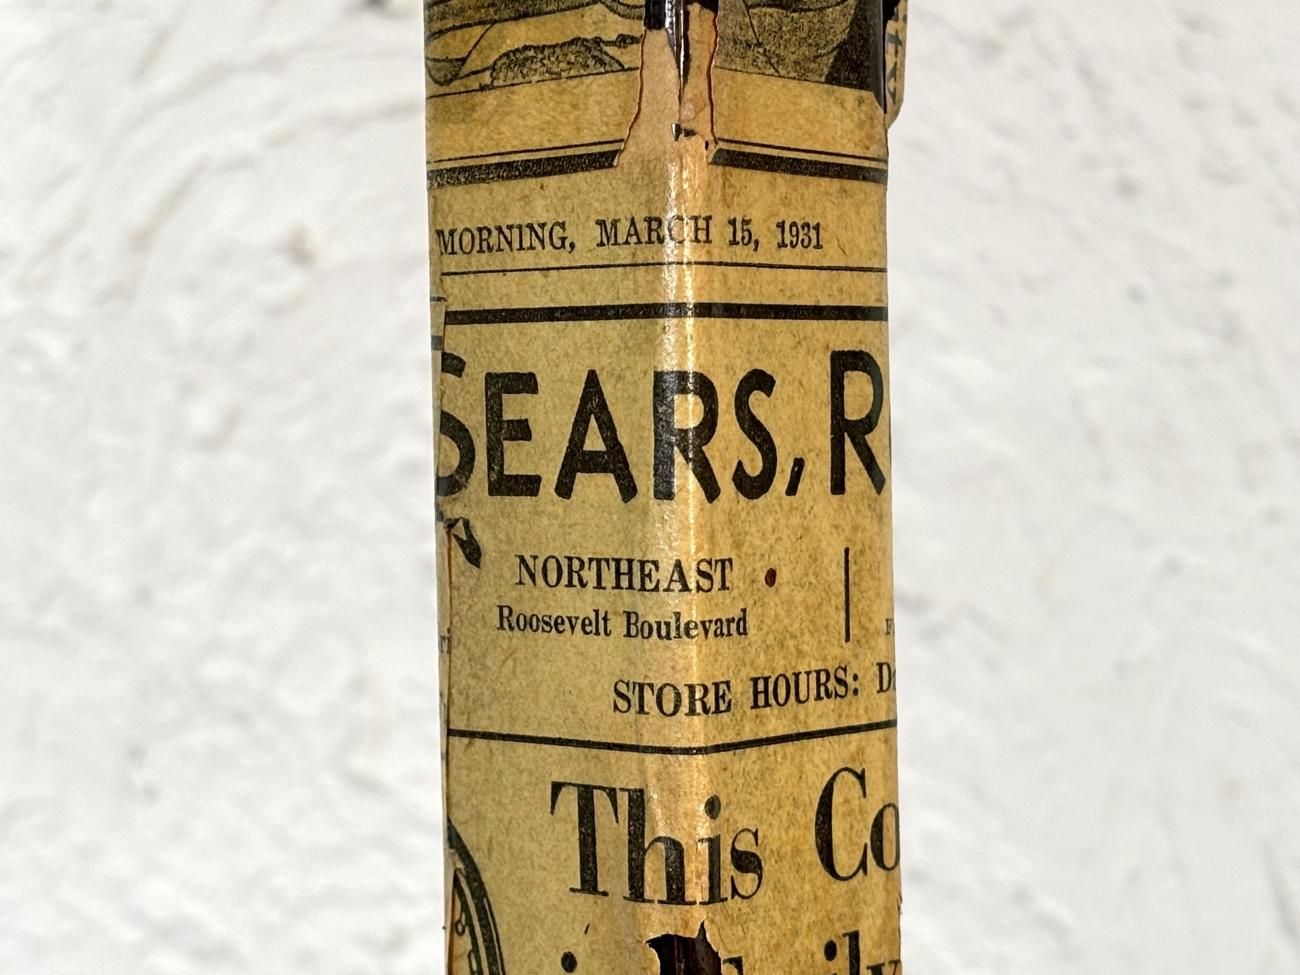 MORNING, MARCH 15, 1931
SEARS, R
NORTHEAST
Roosevelt Boulevard
STORE HOURS:
This Co